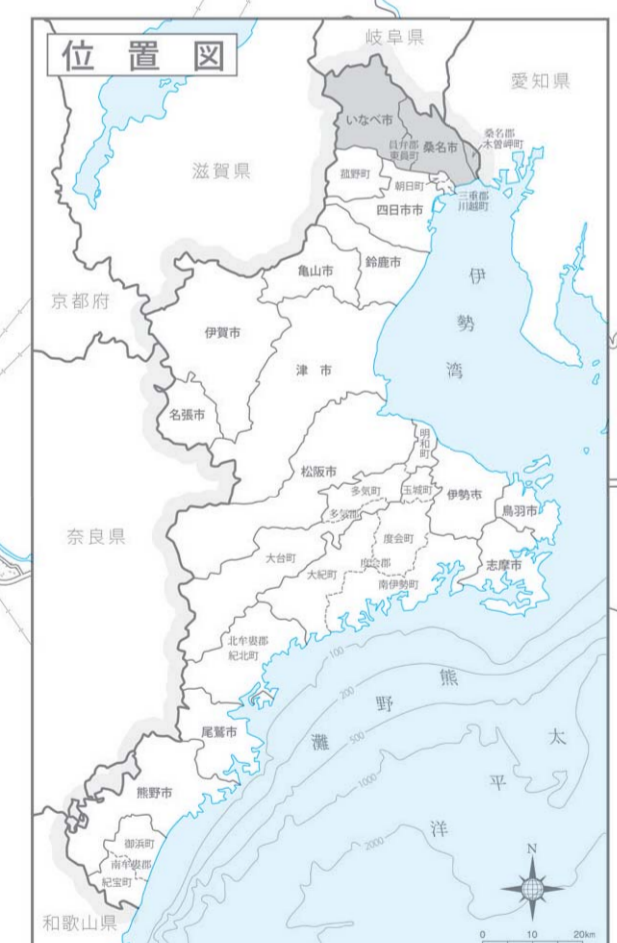 位置図
岐阜県
愛知県
滋賀県
いなべ市
員弁郡
東員町
桑名市
桑名郡
木曽岬町
菰野町
朝日町
三重郡
川越町
四日市市
亀山市
鈴鹿市
伊勢湾
京都府
伊賀市
津市
名張市
明和町
松阪市
多気町
玉城町
伊勢市
鳥羽市
多気郡
奈良県
度会町
大台町
度会郡
志摩市
大紀町
南伊勢町
北牟婁郡
紀北町
100
200
500
1000
2000
熊野灘
尾鷲市
太平洋
熊野市
御浜町
南牟婁郡
紀宝町
和歌山県
N
0 10 20km